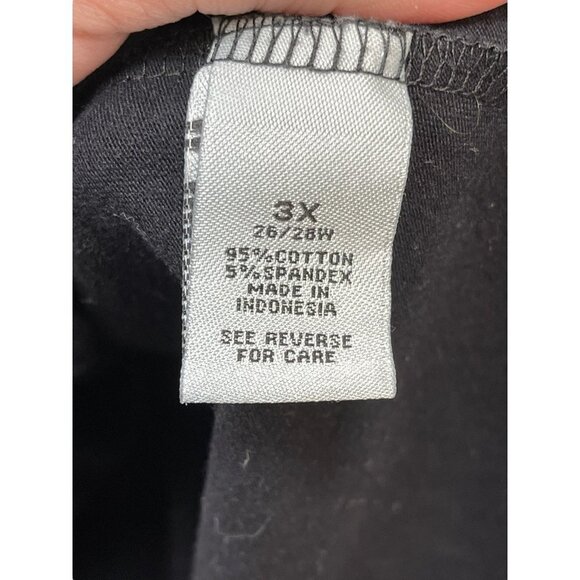 3X
26/28W
95%COTTON
5%SPANDEX
MADE IN
INDONESIA
SEE REVERSE
FOR CARE